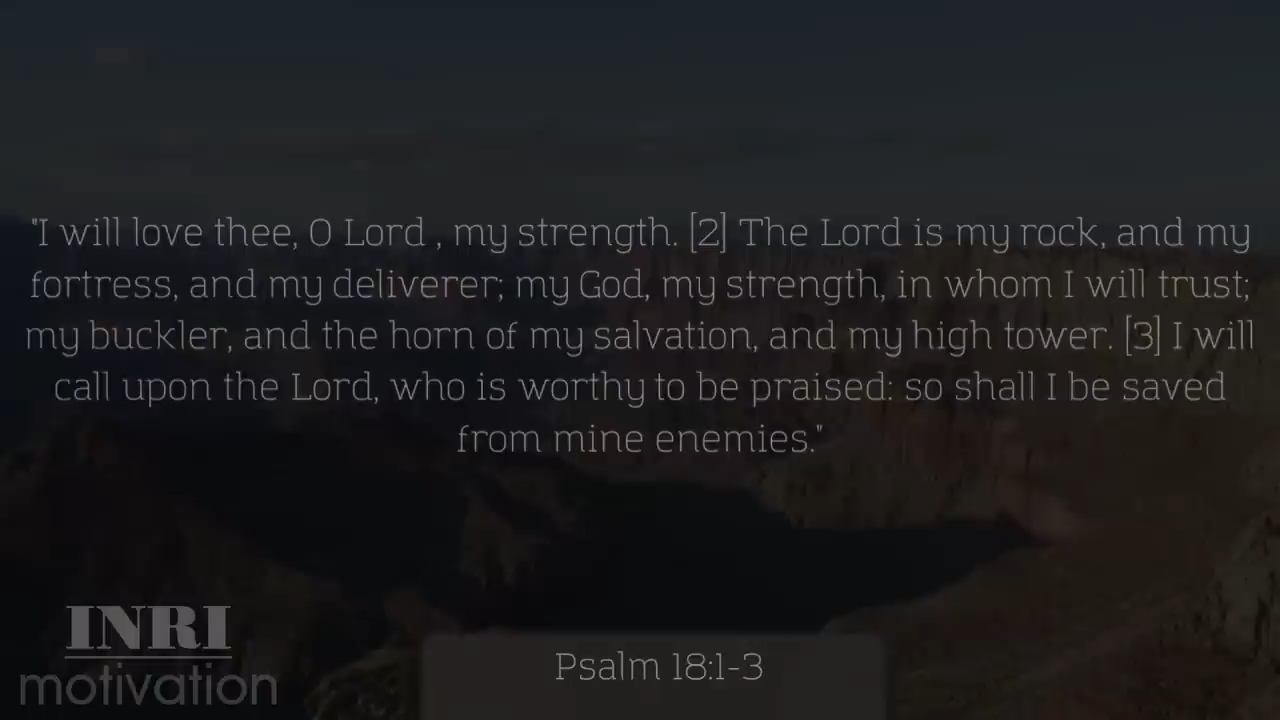 "I will love thee, O Lord , my strength. [2] The Lord is my rock, and my
fortress, and my deliverer; my God, my strength, in whom I will trust;
my buckler, and the horn of my salvation, and my high tower. [3] I will
call upon the Lord, who is worthy to be praised: so shall I be saved
from mine enemies."
INRI
motivation
Psalm 18:1-3